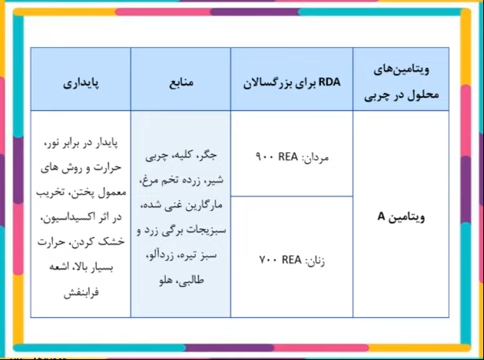 ویتامین‌های
محلول در چربی
RDA برای بزرگسالان
منابع
پایداری
ویتامین A
مردان: REA ۹۰۰
زنان: REA ۷۰۰
جگر، کلیه، چربی
شیر، زرده تخم مرغ،
مارگارین غنی شده،
سبزیجات برگی زرد و
سبز تیره، زردآلو،
طالبی، هلو
پایدار در برابر نور،
حرارت و روش های
معمول پختن، تخریب
در اثر اکسیداسیون،
خشک کردن، حرارت
بسیار بالا، اشعه
فرابنفش